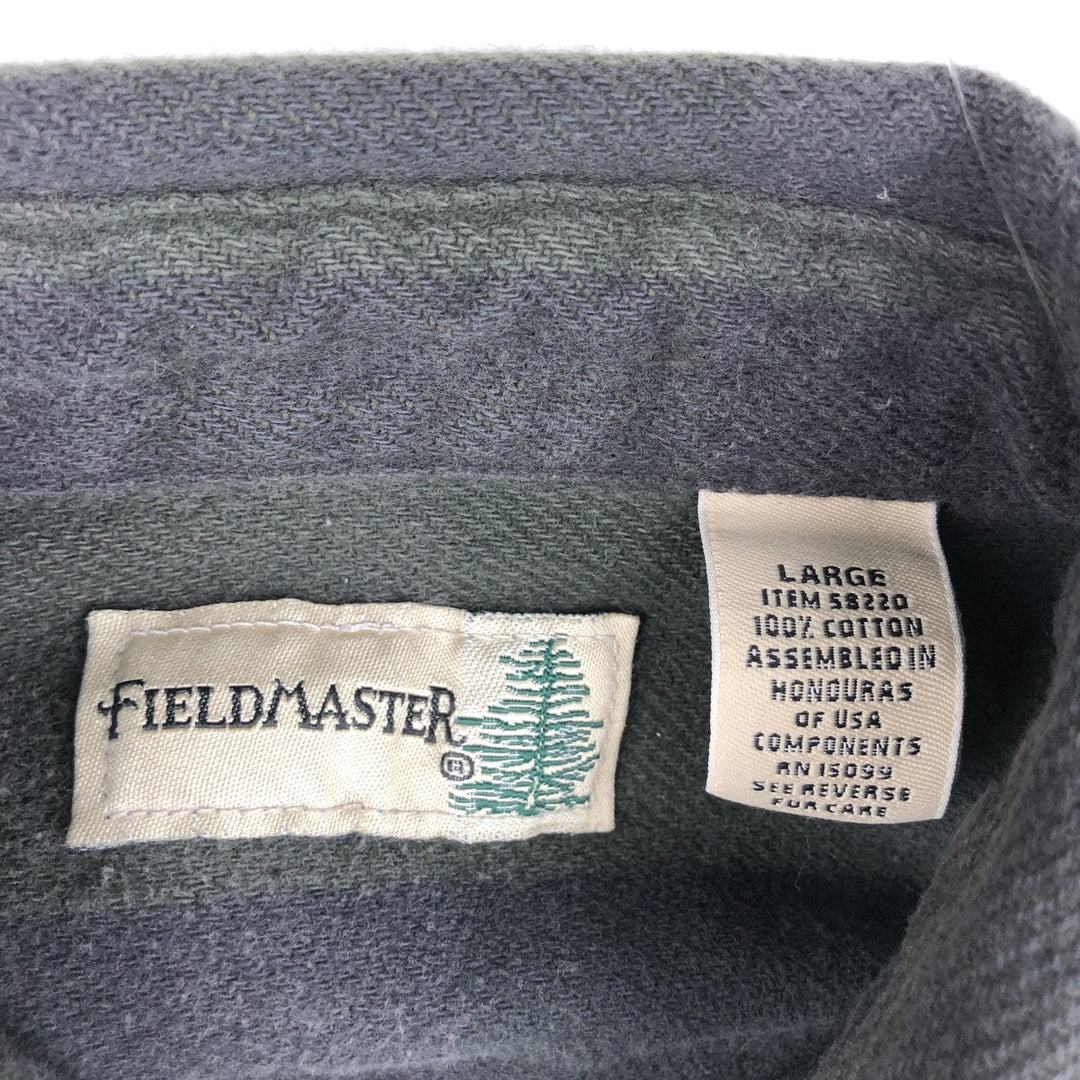 FIELDMASTER
®
LARGE
ITEM 58220
100% COTTON
ASSEMBLED IN
HONDURAS
OF USA
COMPONENTS
RN 15099
SEE REVERSE
FOR CARE